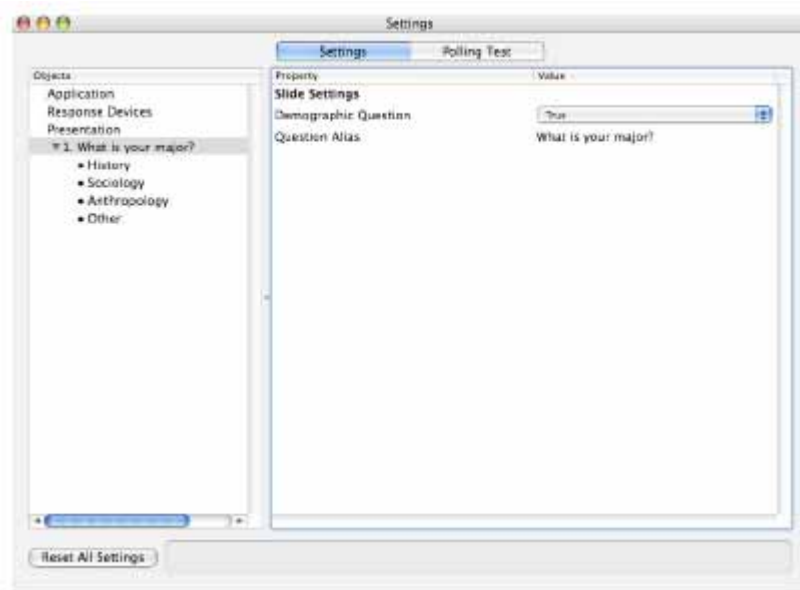 Settings
Settings Polling Test
Objects
Application
Response Devices
Presentation
1. What is your major?
• History
• Sociology
• Anthropology
• Other
Property Value
Slide Settings
Demographic Question True
Question Alias What is your major?
Reset All Settings